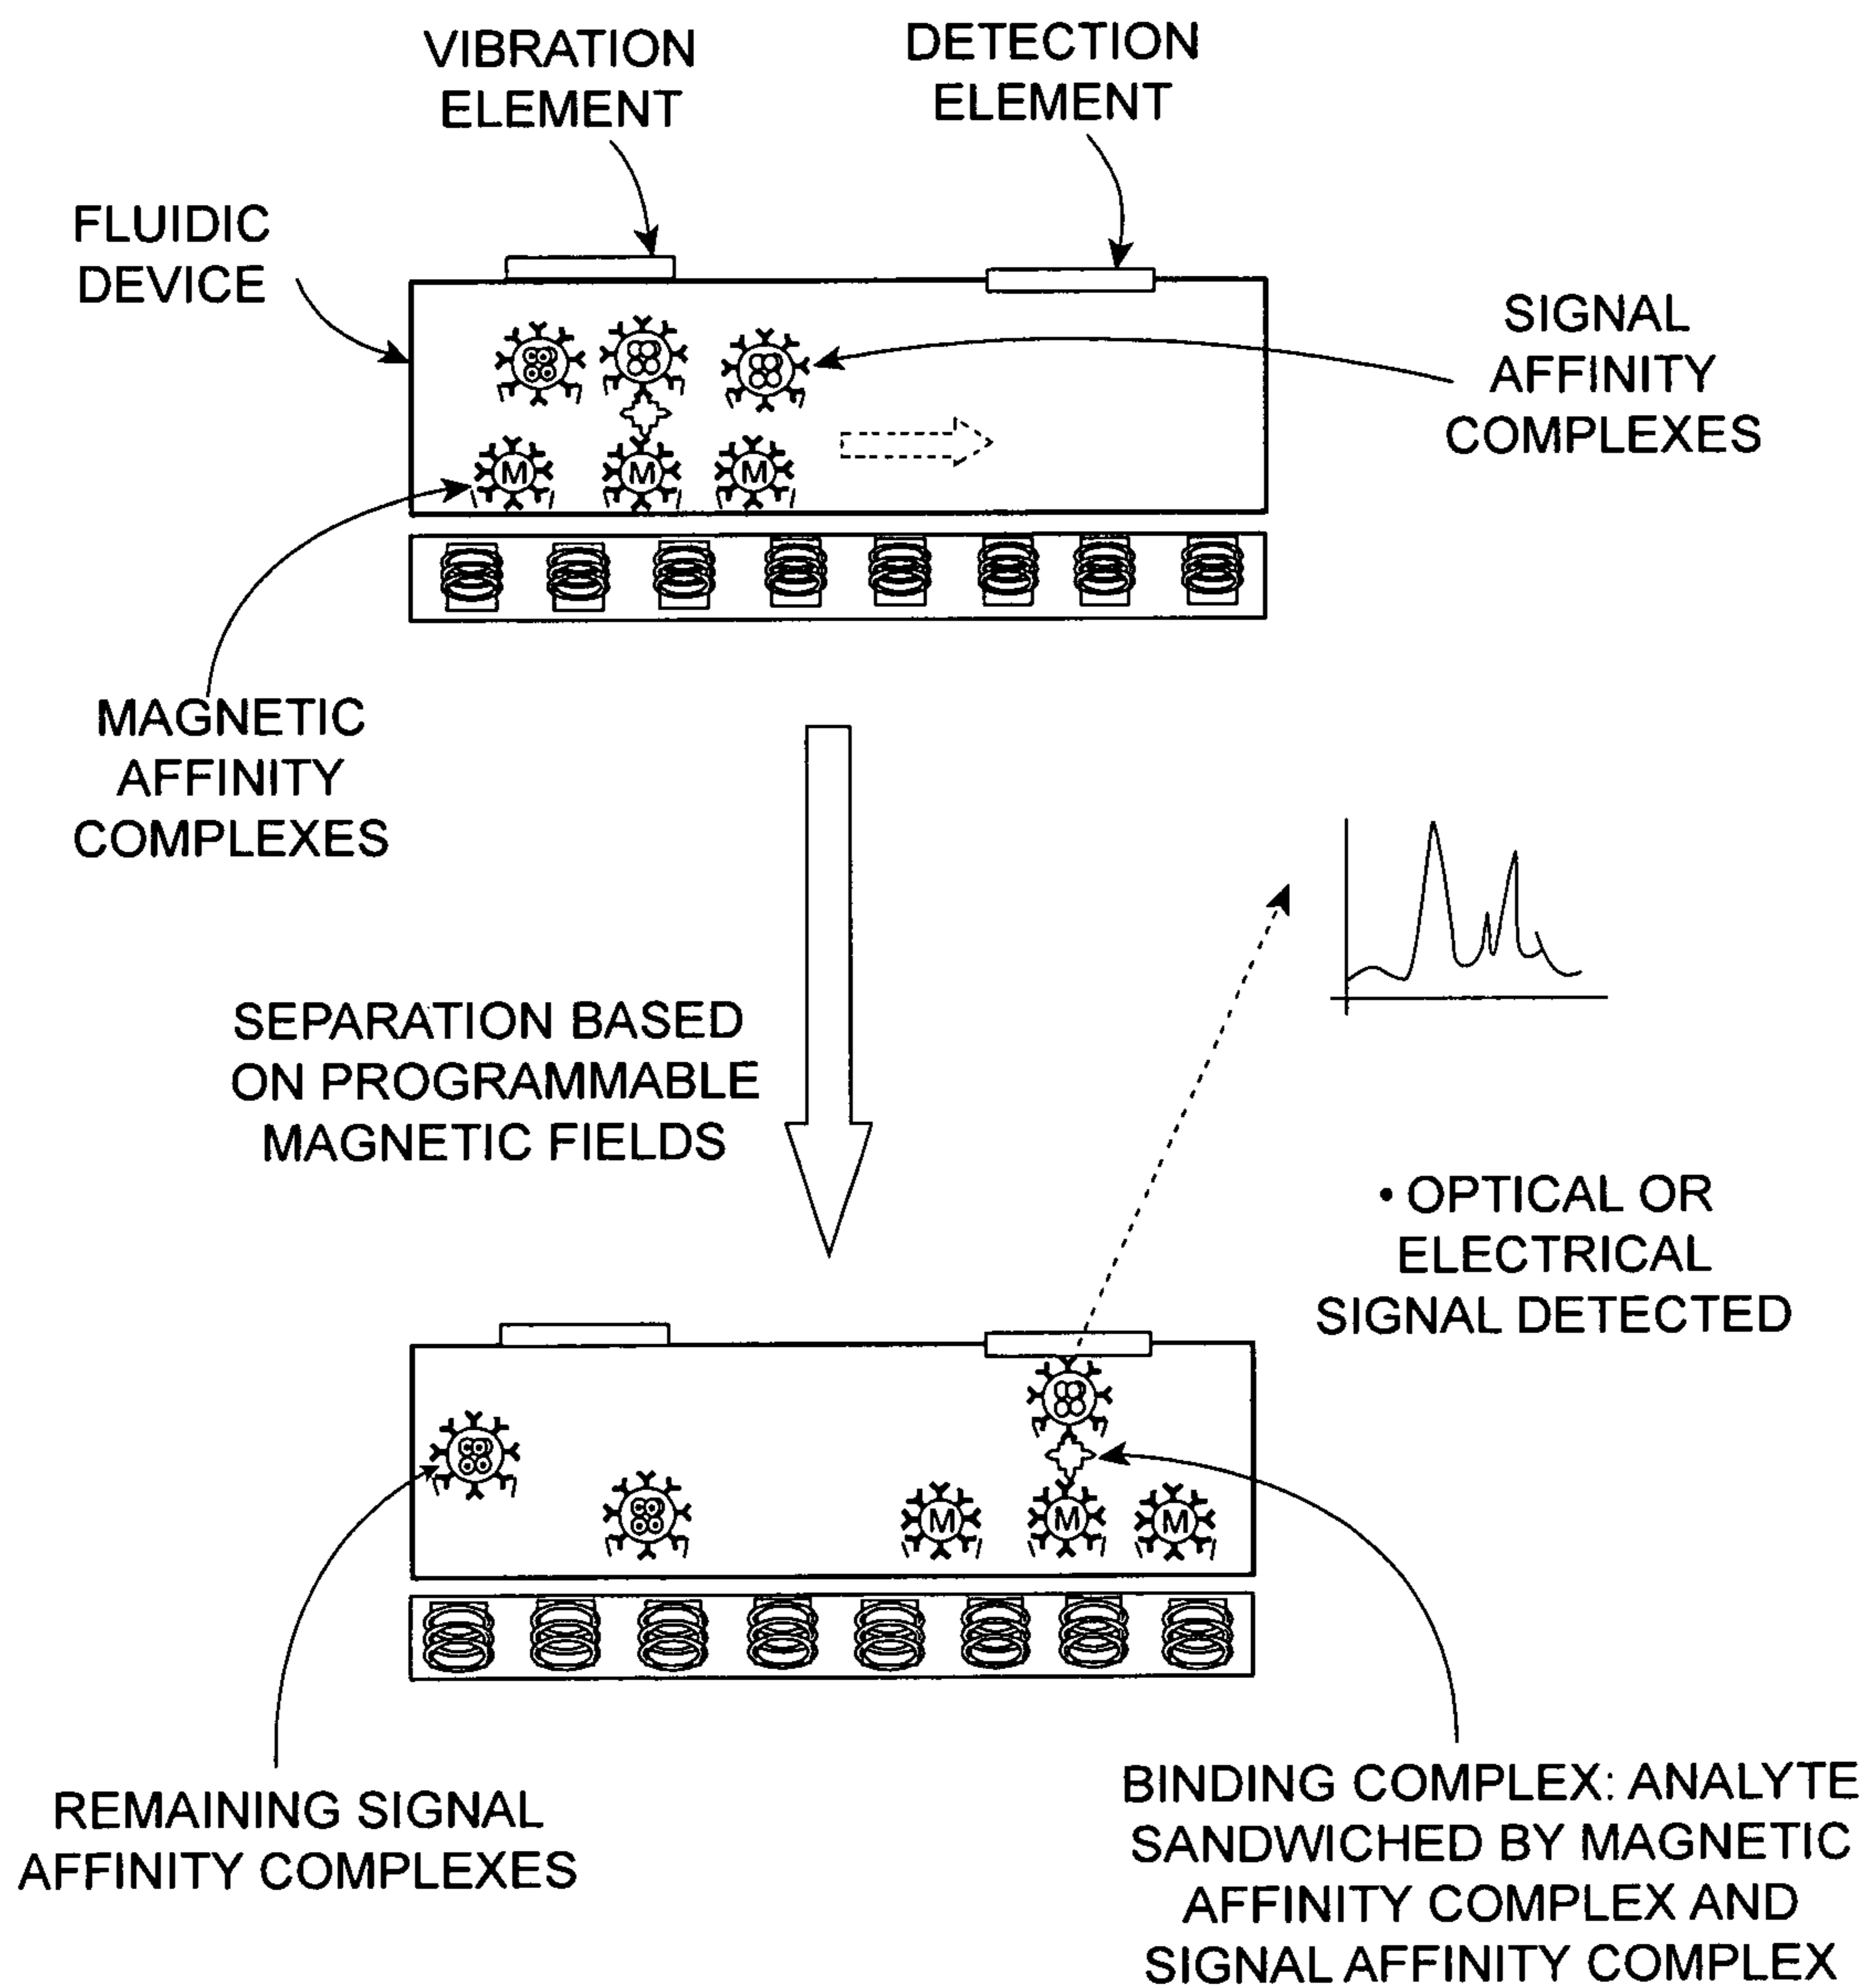 VIBRATION
ELEMENT
DETECTION
ELEMENT
FLUIDIC
DEVICE
SIGNAL
AFFINITY
COMPLEXES
M
M
M
MAGNETIC
AFFINITY
COMPLEXES
SEPARATION BASED
ON PROGRAMMABLE
MAGNETIC FIELDS
• OPTICAL OR
ELECTRICAL
SIGNAL DETECTED
M
M
M
REMAINING SIGNAL
AFFINITY COMPLEXES
BINDING COMPLEX: ANALYTE
SANDWICHED BY MAGNETIC
AFFINITY COMPLEX AND
SIGNAL AFFINITY COMPLEX